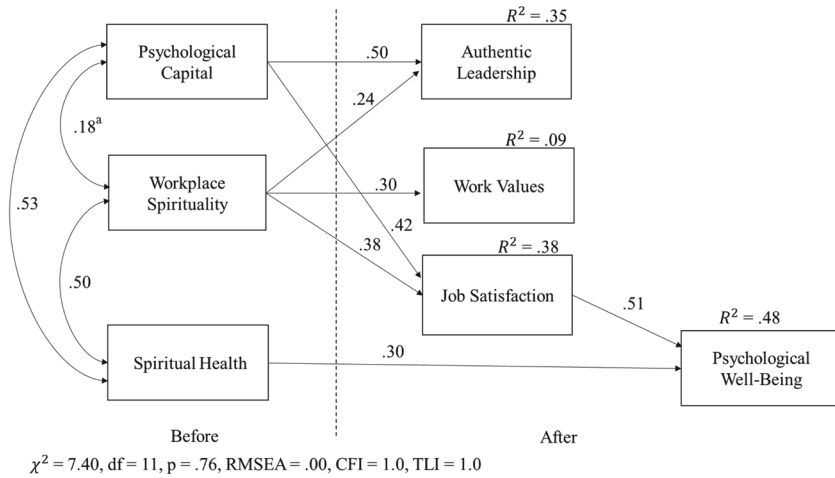 R² = .35
Psychological
Capital
.50
Authentic
Leadership
.24
.18ᵃ
R² = .09
Workplace
Spirituality
.30
Work Values
.53
.42
.38
R² = .38
.50
Job Satisfaction
.51
R² = .48
Spiritual Health
.30
Psychological
Well-Being
Before
After
χ² = 7.40, df = 11, p = .76, RMSEA = .00, CFI = 1.0, TLI = 1.0